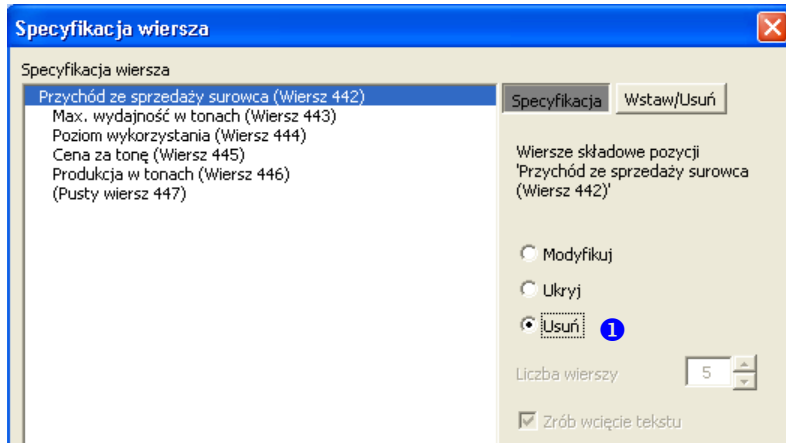 Specyfikacja wiersza
Specyfikacja wiersza
Przychód ze sprzedaży surowca (Wiersz 442)
Max. wydajność w tonach (Wiersz 443)
Poziom wykorzystania (Wiersz 444)
Cena za tonę (Wiersz 445)
Produkcja w tonach (Wiersz 446)
(Pusty wiersz 447)
Specyfikacja Wstaw/Usuń
Wiersze składowe pozycji
'Przychód ze sprzedaży surowca
(Wiersz 442)'
Modyfikuj
Ukryj
Usuń 1
Liczba wierszy 5
Zrób wcięcie tekstu